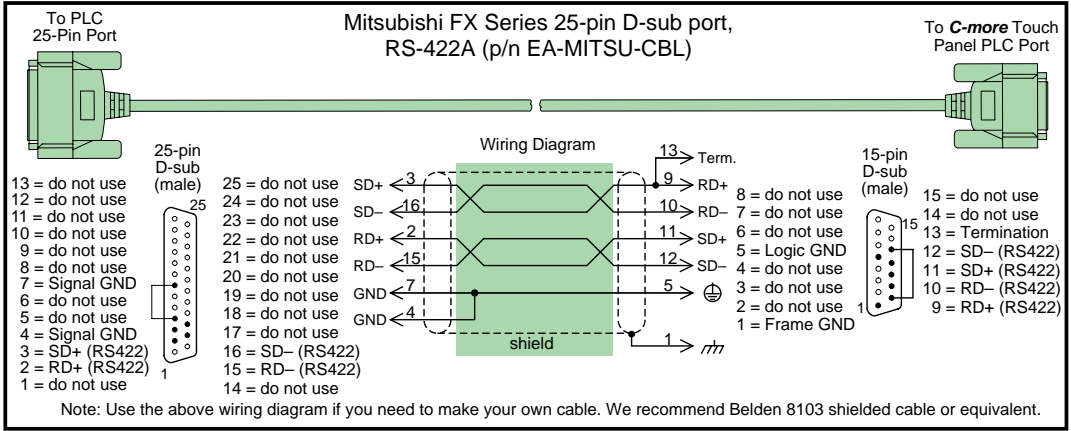 To PLC
25-Pin Port
Mitsubishi FX Series 25-pin D-sub port,
RS-422A (p/n EA-MITSU-CBL)
To C-more Touch
Panel PLC Port
25-pin
D-sub
(male)
13 = do not use
12 = do not use
11 = do not use
10 = do not use
9 = do not use
8 = do not use
7 = Signal GND
6 = do not use
5 = do not use
4 = Signal GND
3 = SD+ (RS422)
2 = RD+ (RS422)
1 = do not use
25
1
25 = do not use
24 = do not use
23 = do not use
22 = do not use
21 = do not use
20 = do not use
19 = do not use
18 = do not use
17 = do not use
16 = SD– (RS422)
15 = RD– (RS422)
14 = do not use
Wiring Diagram
13 Term.
SD+ 3 9 RD+
SD– 16 10 RD–
RD+ 2 11 SD+
RD– 15 12 SD–
GND 7 5
GND 4
shield
1
8 = do not use
7 = do not use
6 = do not use
5 = Logic GND
4 = do not use
3 = do not use
2 = do not use
1 = Frame GND
15-pin
D-sub
(male)
15
1
15 = do not use
14 = do not use
13 = Termination
12 = SD– (RS422)
11 = SD+ (RS422)
10 = RD– (RS422)
9 = RD+ (RS422)
Note: Use the above wiring diagram if you need to make your own cable. We recommend Belden 8103 shielded cable or equivalent.